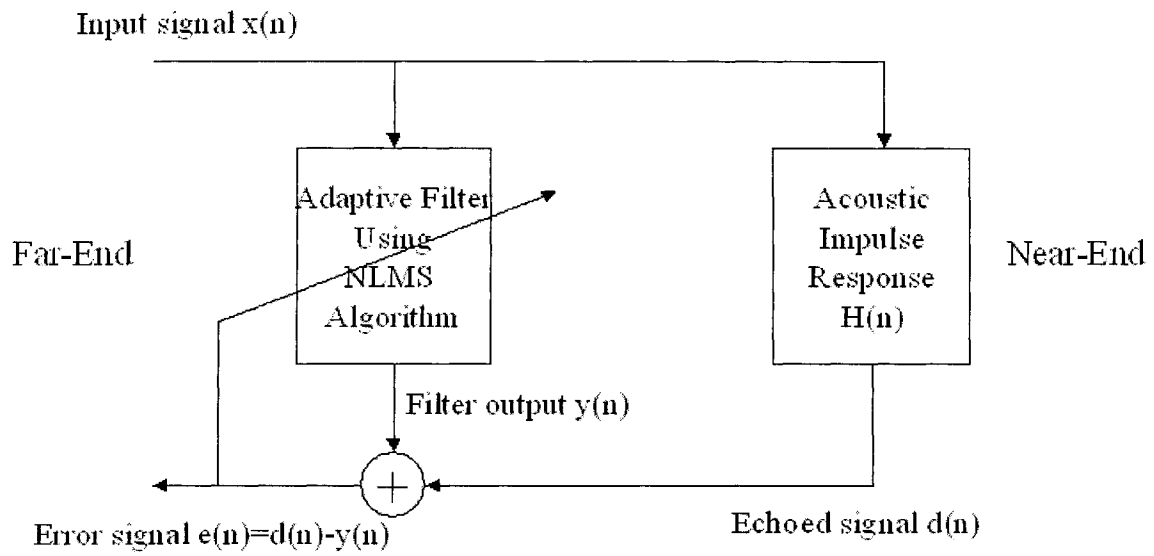 Input signal x(n)
Adaptive Filter
Using
NLMS
Algorithm
Acoustic
Impulse
Response
H(n)
Far-End
Near-End
Filter output y(n)
+
Error signal e(n)=d(n)-y(n)
Echoed signal d(n)